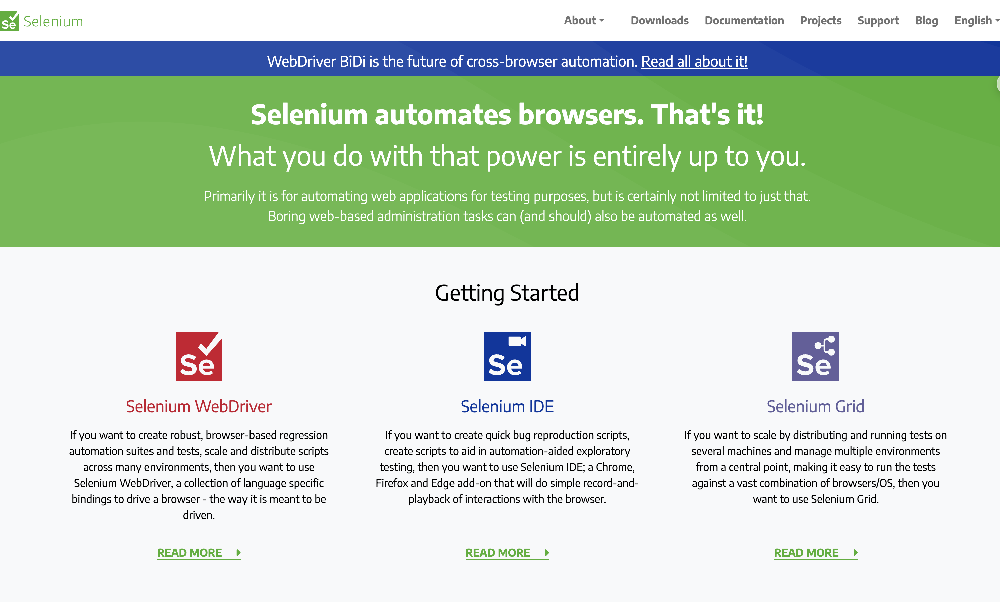 Se Selenium
About Downloads Documentation Projects Support Blog English
WebDriver BiDi is the future of cross-browser automation. Read all about it!
Selenium automates browsers. That's it!
What you do with that power is entirely up to you.
Primarily it is for automating web applications for testing purposes, but is certainly not limited to just that.
Boring web-based administration tasks can (and should) also be automated as well.
Getting Started
Se
Selenium WebDriver
If you want to create robust, browser-based regression
automation suites and tests, scale and distribute scripts
across many environments, then you want to use
Selenium WebDriver, a collection of language specific
bindings to drive a browser - the way it is meant to be
driven.
READ MORE
Se
Selenium IDE
If you want to create quick bug reproduction scripts,
create scripts to aid in automation-aided exploratory
testing, then you want to use Selenium IDE; a Chrome,
Firefox and Edge add-on that will do simple record-and-
playback of interactions with the browser.
READ MORE
Se
Selenium Grid
If you want to scale by distributing and running tests on
several machines and manage multiple environments
from a central point, making it easy to run the tests
against a vast combination of browsers/OS, then you
want to use Selenium Grid.
READ MORE